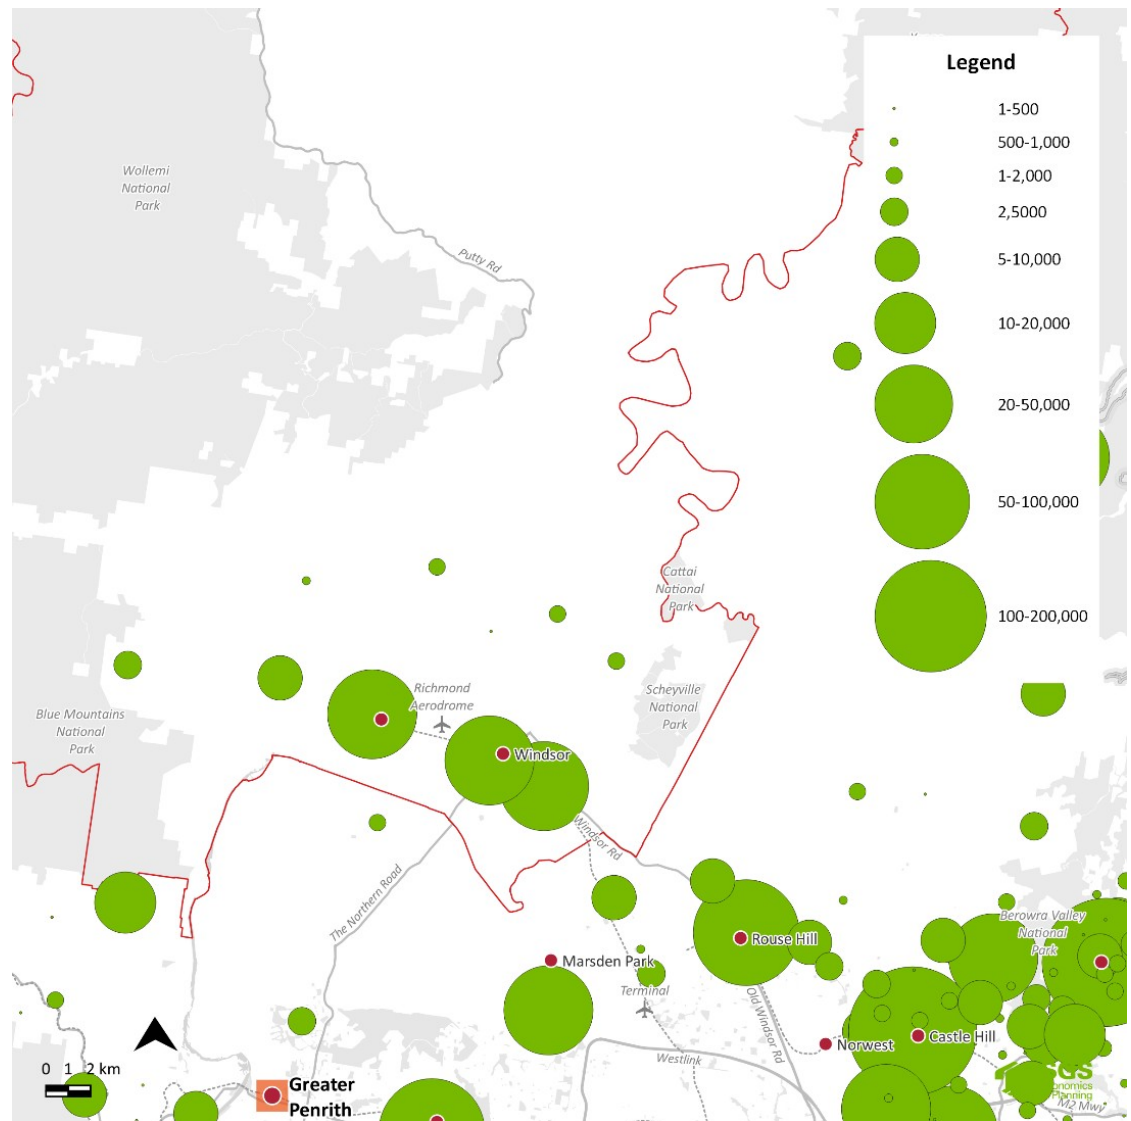 Legend
1-500
500-1,000
1-2,000
2,5000
5-10,000
10-20,000
20-50,000
50-100,000
100-200,000
Wollemi
National
Park
Putty Rd
Cattai
National
Park
Scheyville
National
Park
Richmond
Aerodrome
Blue Mountains
National
Park
Windsor
Windsor Rd
The Northern Road
Berowra Valley
National
Park
Rouse Hill
Marsden Park
Terminal
Old Windsor Rd
Norwest
Castle Hill
Westlink
0 1 2 km
Greater
Penrith
SGS
Economics
Planning
M2 Mwy